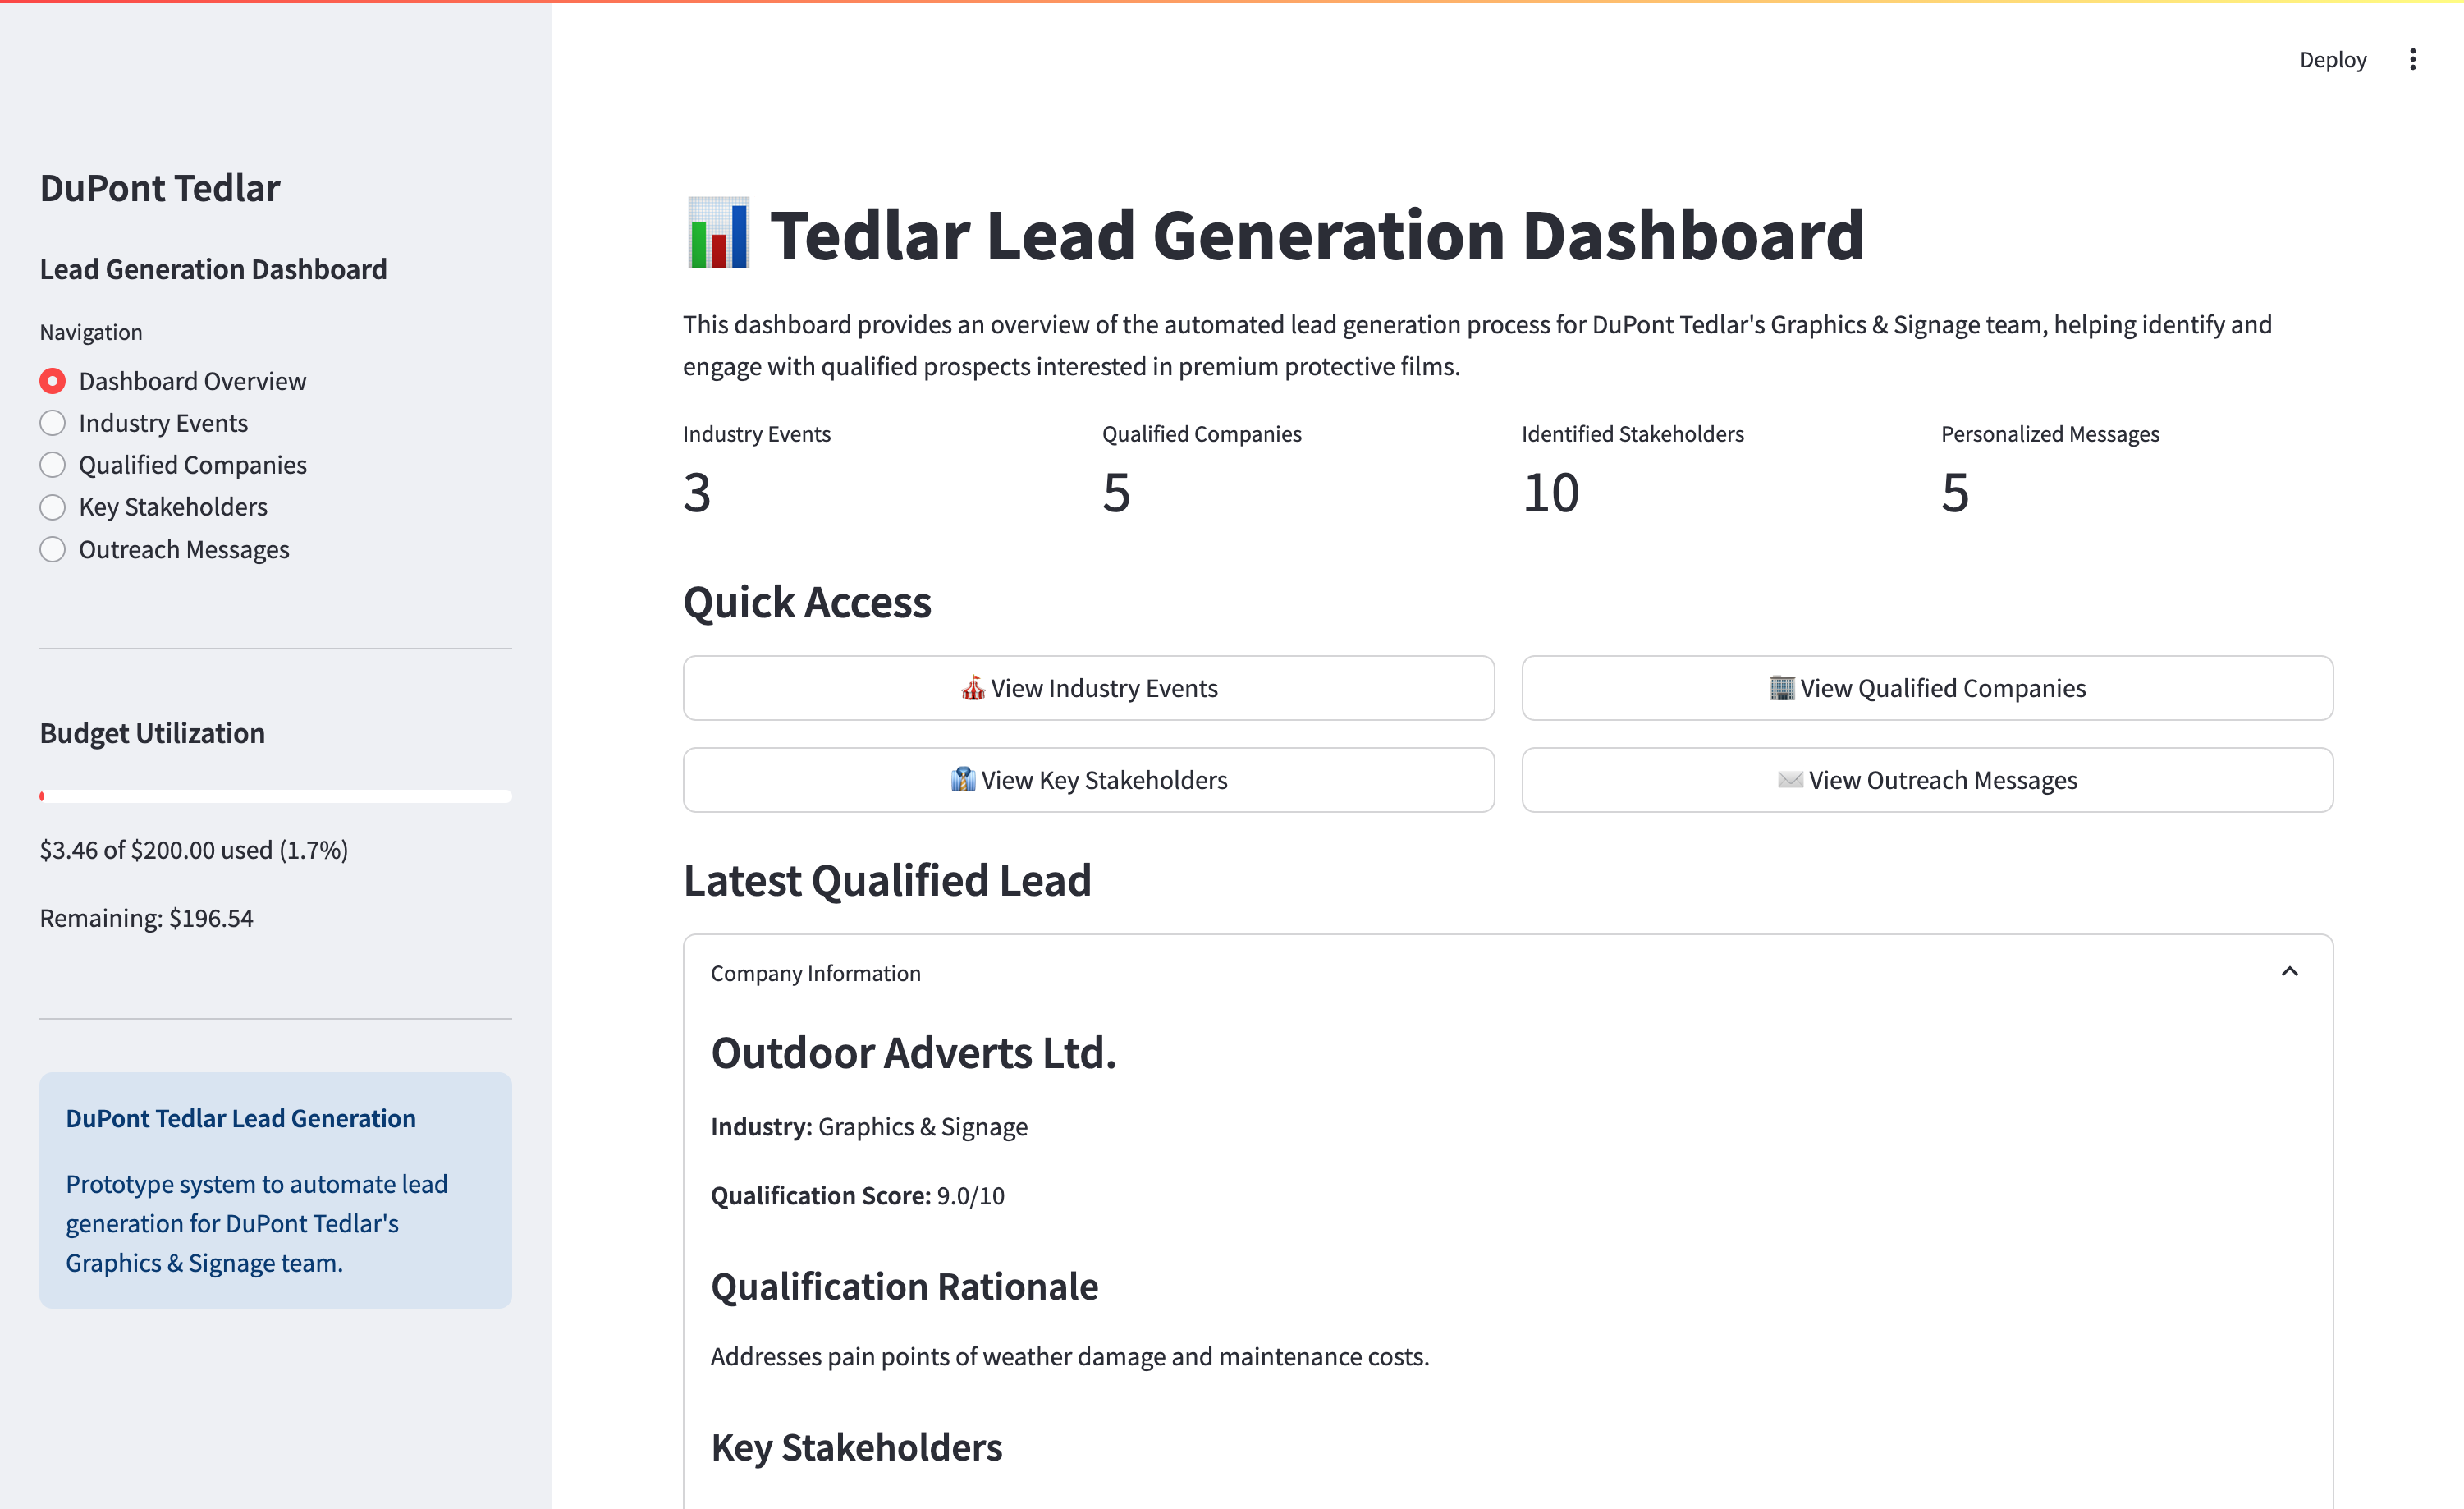 Deploy
DuPont Tedlar
Lead Generation Dashboard
Navigation
Dashboard Overview
Industry Events
Qualified Companies
Key Stakeholders
Outreach Messages
Budget Utilization
$3.46 of $200.00 used (1.7%)
Remaining: $196.54
DuPont Tedlar Lead Generation
Prototype system to automate lead
generation for DuPont Tedlar's
Graphics & Signage team.
Tedlar Lead Generation Dashboard
This dashboard provides an overview of the automated lead generation process for DuPont Tedlar's Graphics & Signage team, helping identify and
engage with qualified prospects interested in premium protective films.
Industry Events
3
Qualified Companies
5
Identified Stakeholders
10
Personalized Messages
5
Quick Access
View Industry Events
View Qualified Companies
View Key Stakeholders
View Outreach Messages
Latest Qualified Lead
Company Information
Outdoor Adverts Ltd.
Industry: Graphics & Signage
Qualification Score: 9.0/10
Qualification Rationale
Addresses pain points of weather damage and maintenance costs.
Key Stakeholders